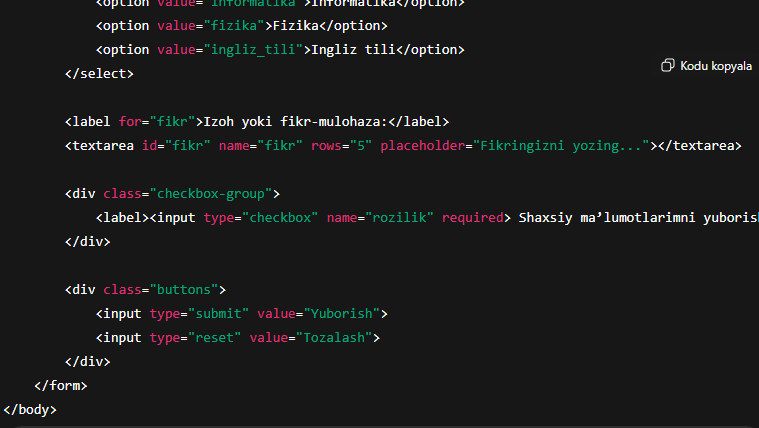 <option value="informatika">Informatika</option>
<option value="fizika">Fizika</option>
<option value="ingliz_tili">Ingliz tili</option>
</select>
Kodu kopyala
<label for="fikr">Izoh yoki fikr-mulohaza:</label>
<textarea id="fikr" name="fikr" rows="5" placeholder="Fikringizni yozing..."></textarea>
<div class="checkbox-group">
<label><input type="checkbox" name="rozilik" required> Shaxsiy ma’lumotlarimni yuborish
</div>
<div class="buttons">
<input type="submit" value="Yuborish">
<input type="reset" value="Tozalash">
</div>
</form>
</body>